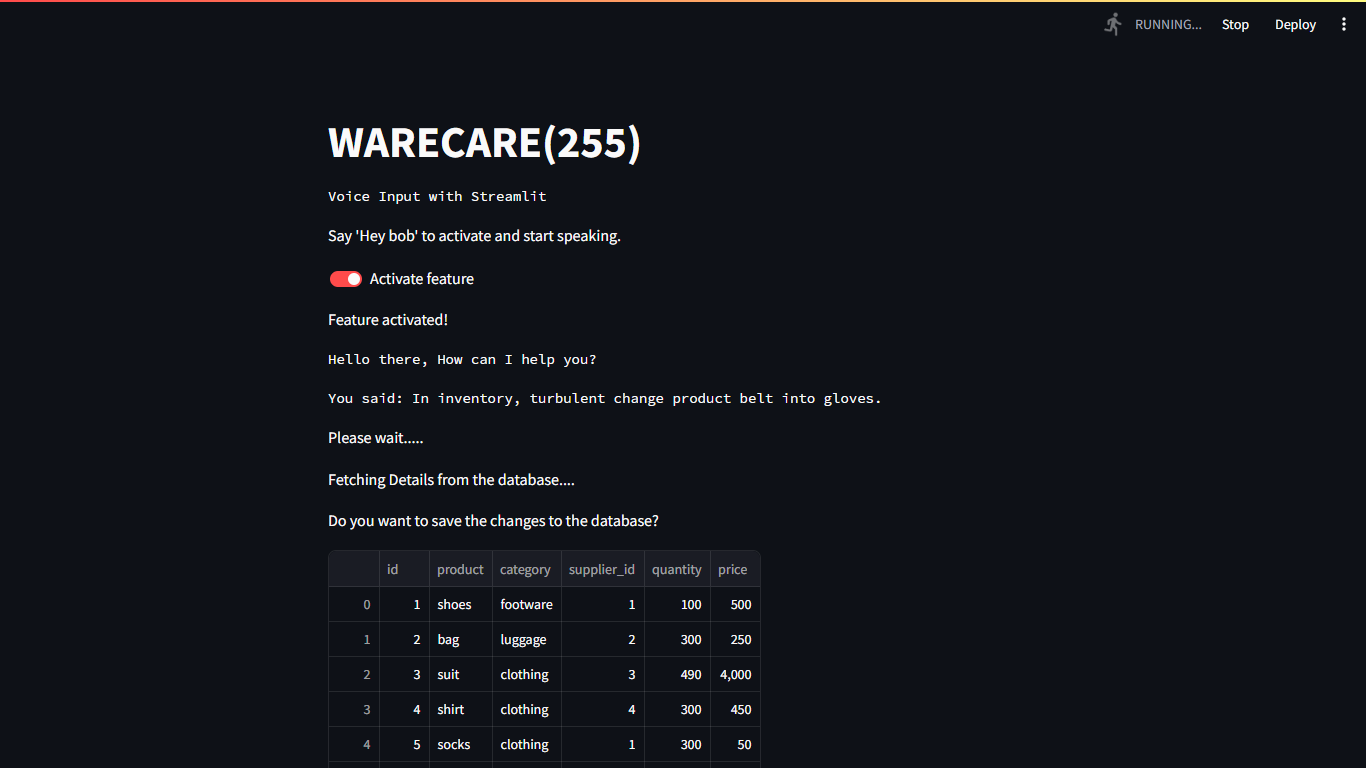 RUNNING... Stop Deploy
WARECARE(255)
Voice Input with Streamlit
Say 'Hey bob' to activate and start speaking.
Activate feature
Feature activated!
Hello there, How can I help you?
You said: In inventory, turbulent change product belt into gloves.
Please wait.....
Fetching Details from the database....
Do you want to save the changes to the database?
id product category supplier_id quantity price
0 1 shoes footware 1 100 500
1 2 bag luggage 2 300 250
2 3 suit clothing 3 490 4,000
3 4 shirt clothing 4 300 450
4 5 socks clothing 1 300 50